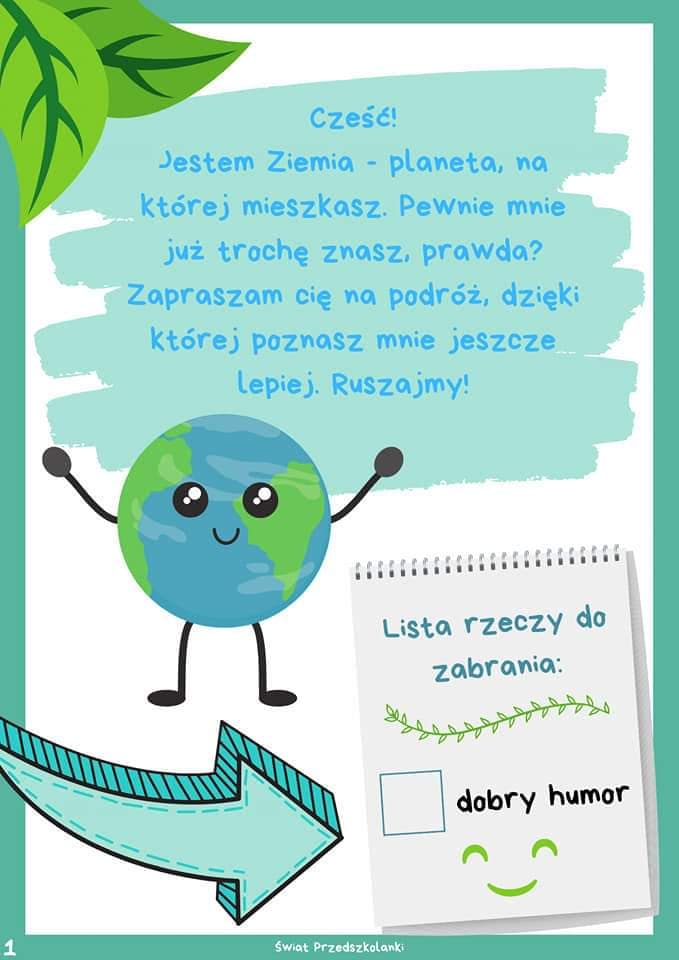 Cześć!
Jestem Ziemia - planeta, na
której mieszkasz. Pewnie mnie
już trochę znasz, prawda?
Zapraszam cię na podróż, dzięki
której poznasz mnie jeszcze
lepiej. Ruszajmy!
Lista rzeczy do
zabrania:
dobry humor
1
Świat Przedszkolanki